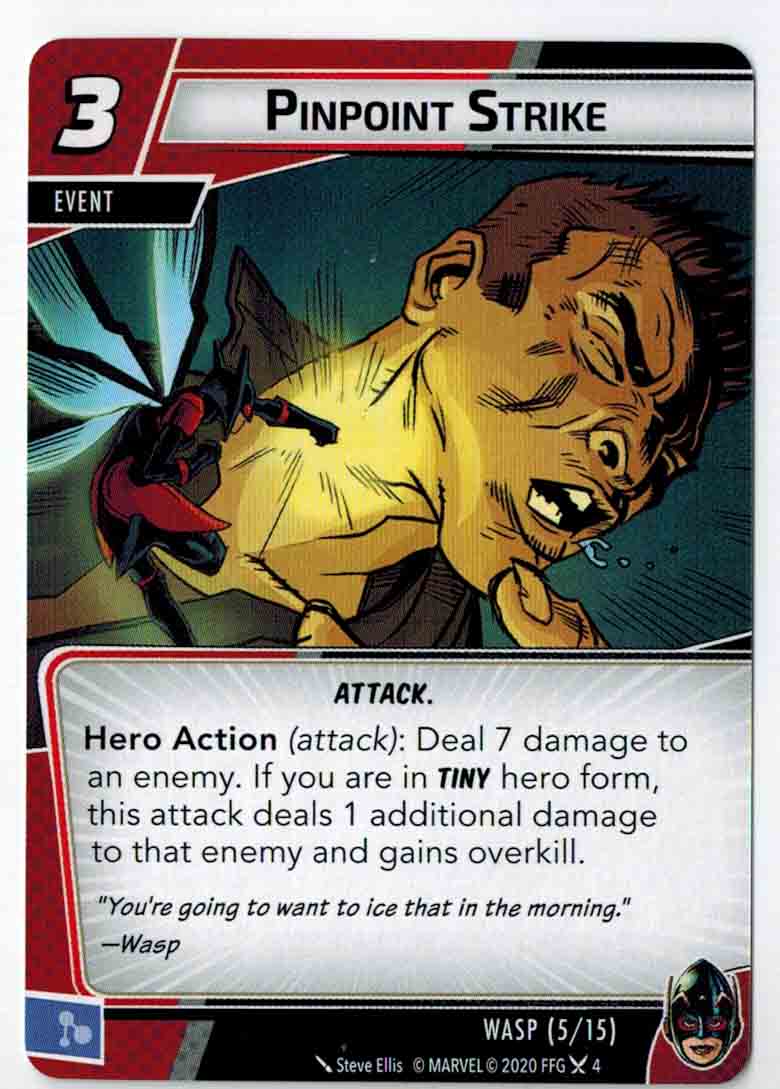 3
PINPOINT STRIKE
EVENT
ATTACK.
Hero Action (attack): Deal 7 damage to
an enemy. If you are in TINY hero form,
this attack deals 1 additional damage
to that enemy and gains overkill.
"You're going to want to ice that in the morning."
—Wasp
WASP (5/15)
Steve Ellis © MARVEL © 2020 FFG 4